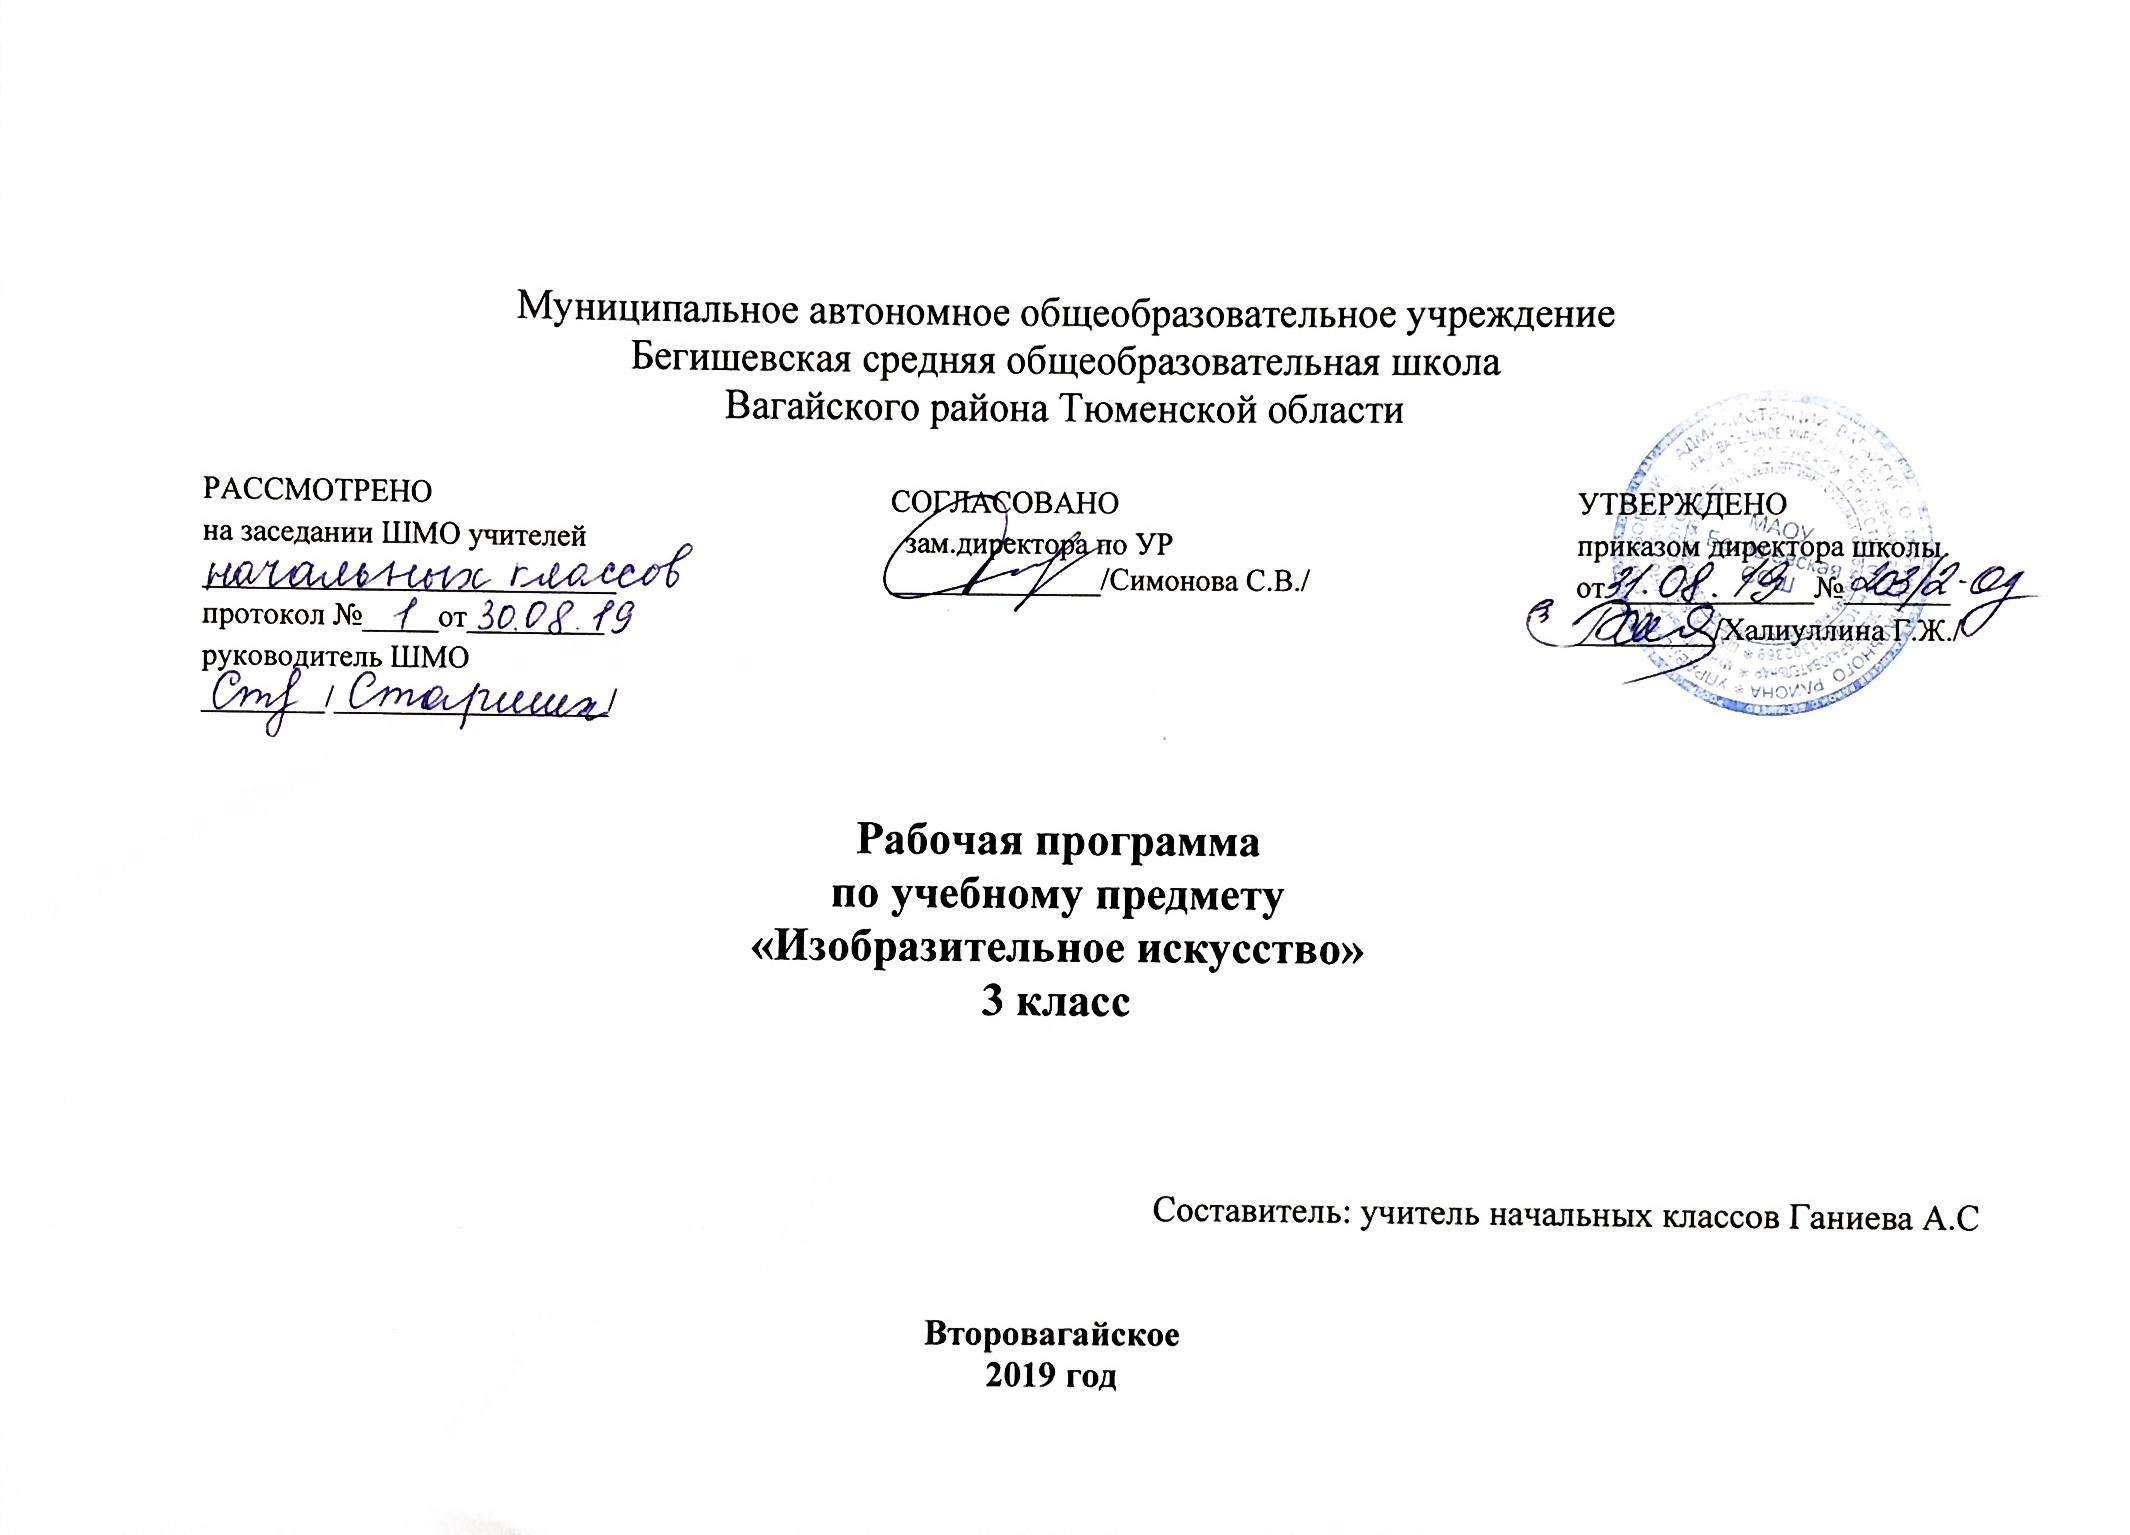 Муниципальное автономное общеобразовательное учреждение
Бегишевская средняя общеобразовательная школа
Вагайского района Тюменской области
РАССМОТРЕНО
на заседании ШМО учителей
начальных классов
протокол № 1 от 30.08.19
руководитель ШМО
/ /
СОГЛАСОВАНО
зам.директора по УР
/Симонова С.В./
УТВЕРЖДЕНО
приказом директора школы
от 31.08.19 № 203/2-од
/Халиуллина Г.Ж./
МАОУ
Бегишевская
СОШ
Рабочая программа
по учебному предмету
«Изобразительное искусство»
3 класс
Составитель: учитель начальных классов Ганиева А.С
Второвагайское
2019 год